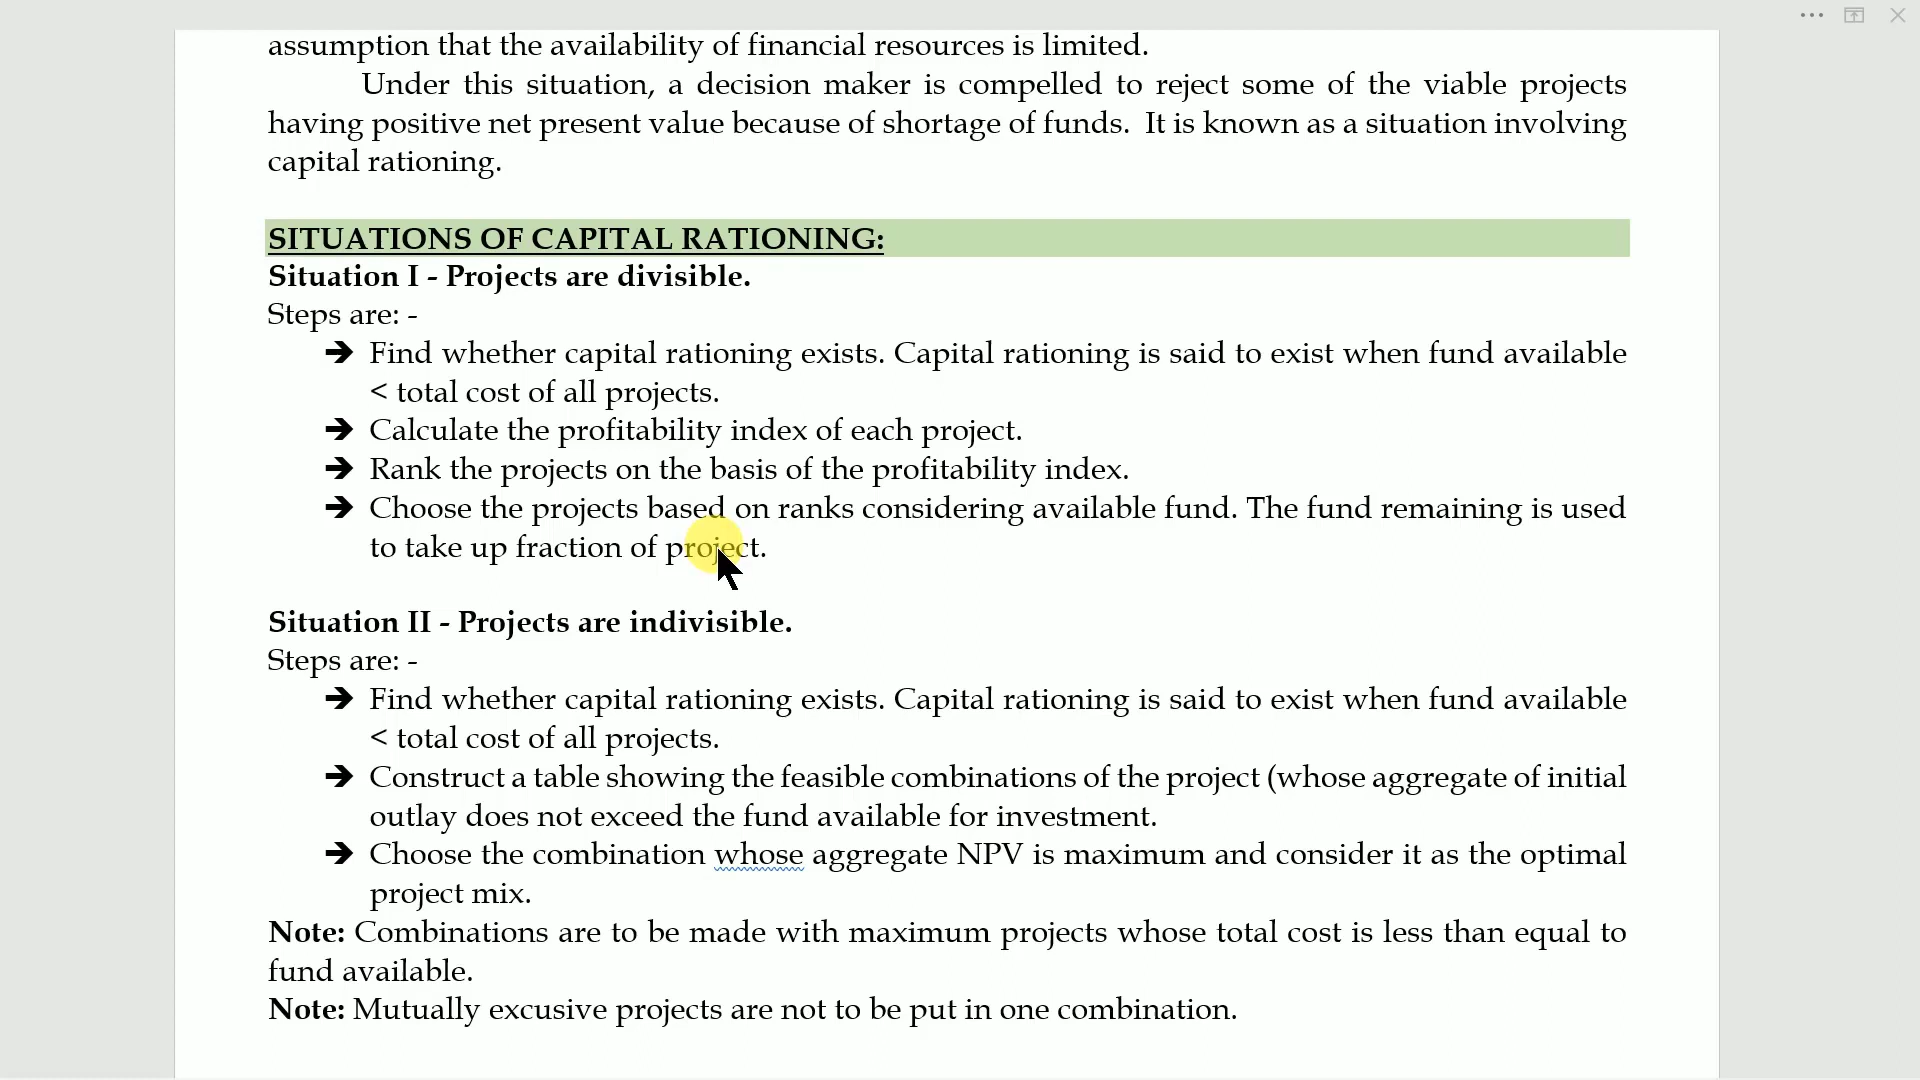 assumption that the availability of financial resources is limited.
Under this situation, a decision maker is compelled to reject some of the viable projects
having positive net present value because of shortage of funds.  It is known as a situation involving
capital rationing.
SITUATIONS OF CAPITAL RATIONING:
Situation I - Projects are divisible.
Steps are: -
➔ Find whether capital rationing exists. Capital rationing is said to exist when fund available
< total cost of all projects.
➔ Calculate the profitability index of each project.
➔ Rank the projects on the basis of the profitability index.
➔ Choose the projects based on ranks considering available fund. The fund remaining is used
to take up fraction of project.
Situation II - Projects are indivisible.
Steps are: -
➔ Find whether capital rationing exists. Capital rationing is said to exist when fund available
< total cost of all projects.
➔ Construct a table showing the feasible combinations of the project (whose aggregate of initial
outlay does not exceed the fund available for investment.
➔ Choose the combination whose aggregate NPV is maximum and consider it as the optimal
project mix.
Note: Combinations are to be made with maximum projects whose total cost is less than equal to
fund available.
Note: Mutually excusive projects are not to be put in one combination.